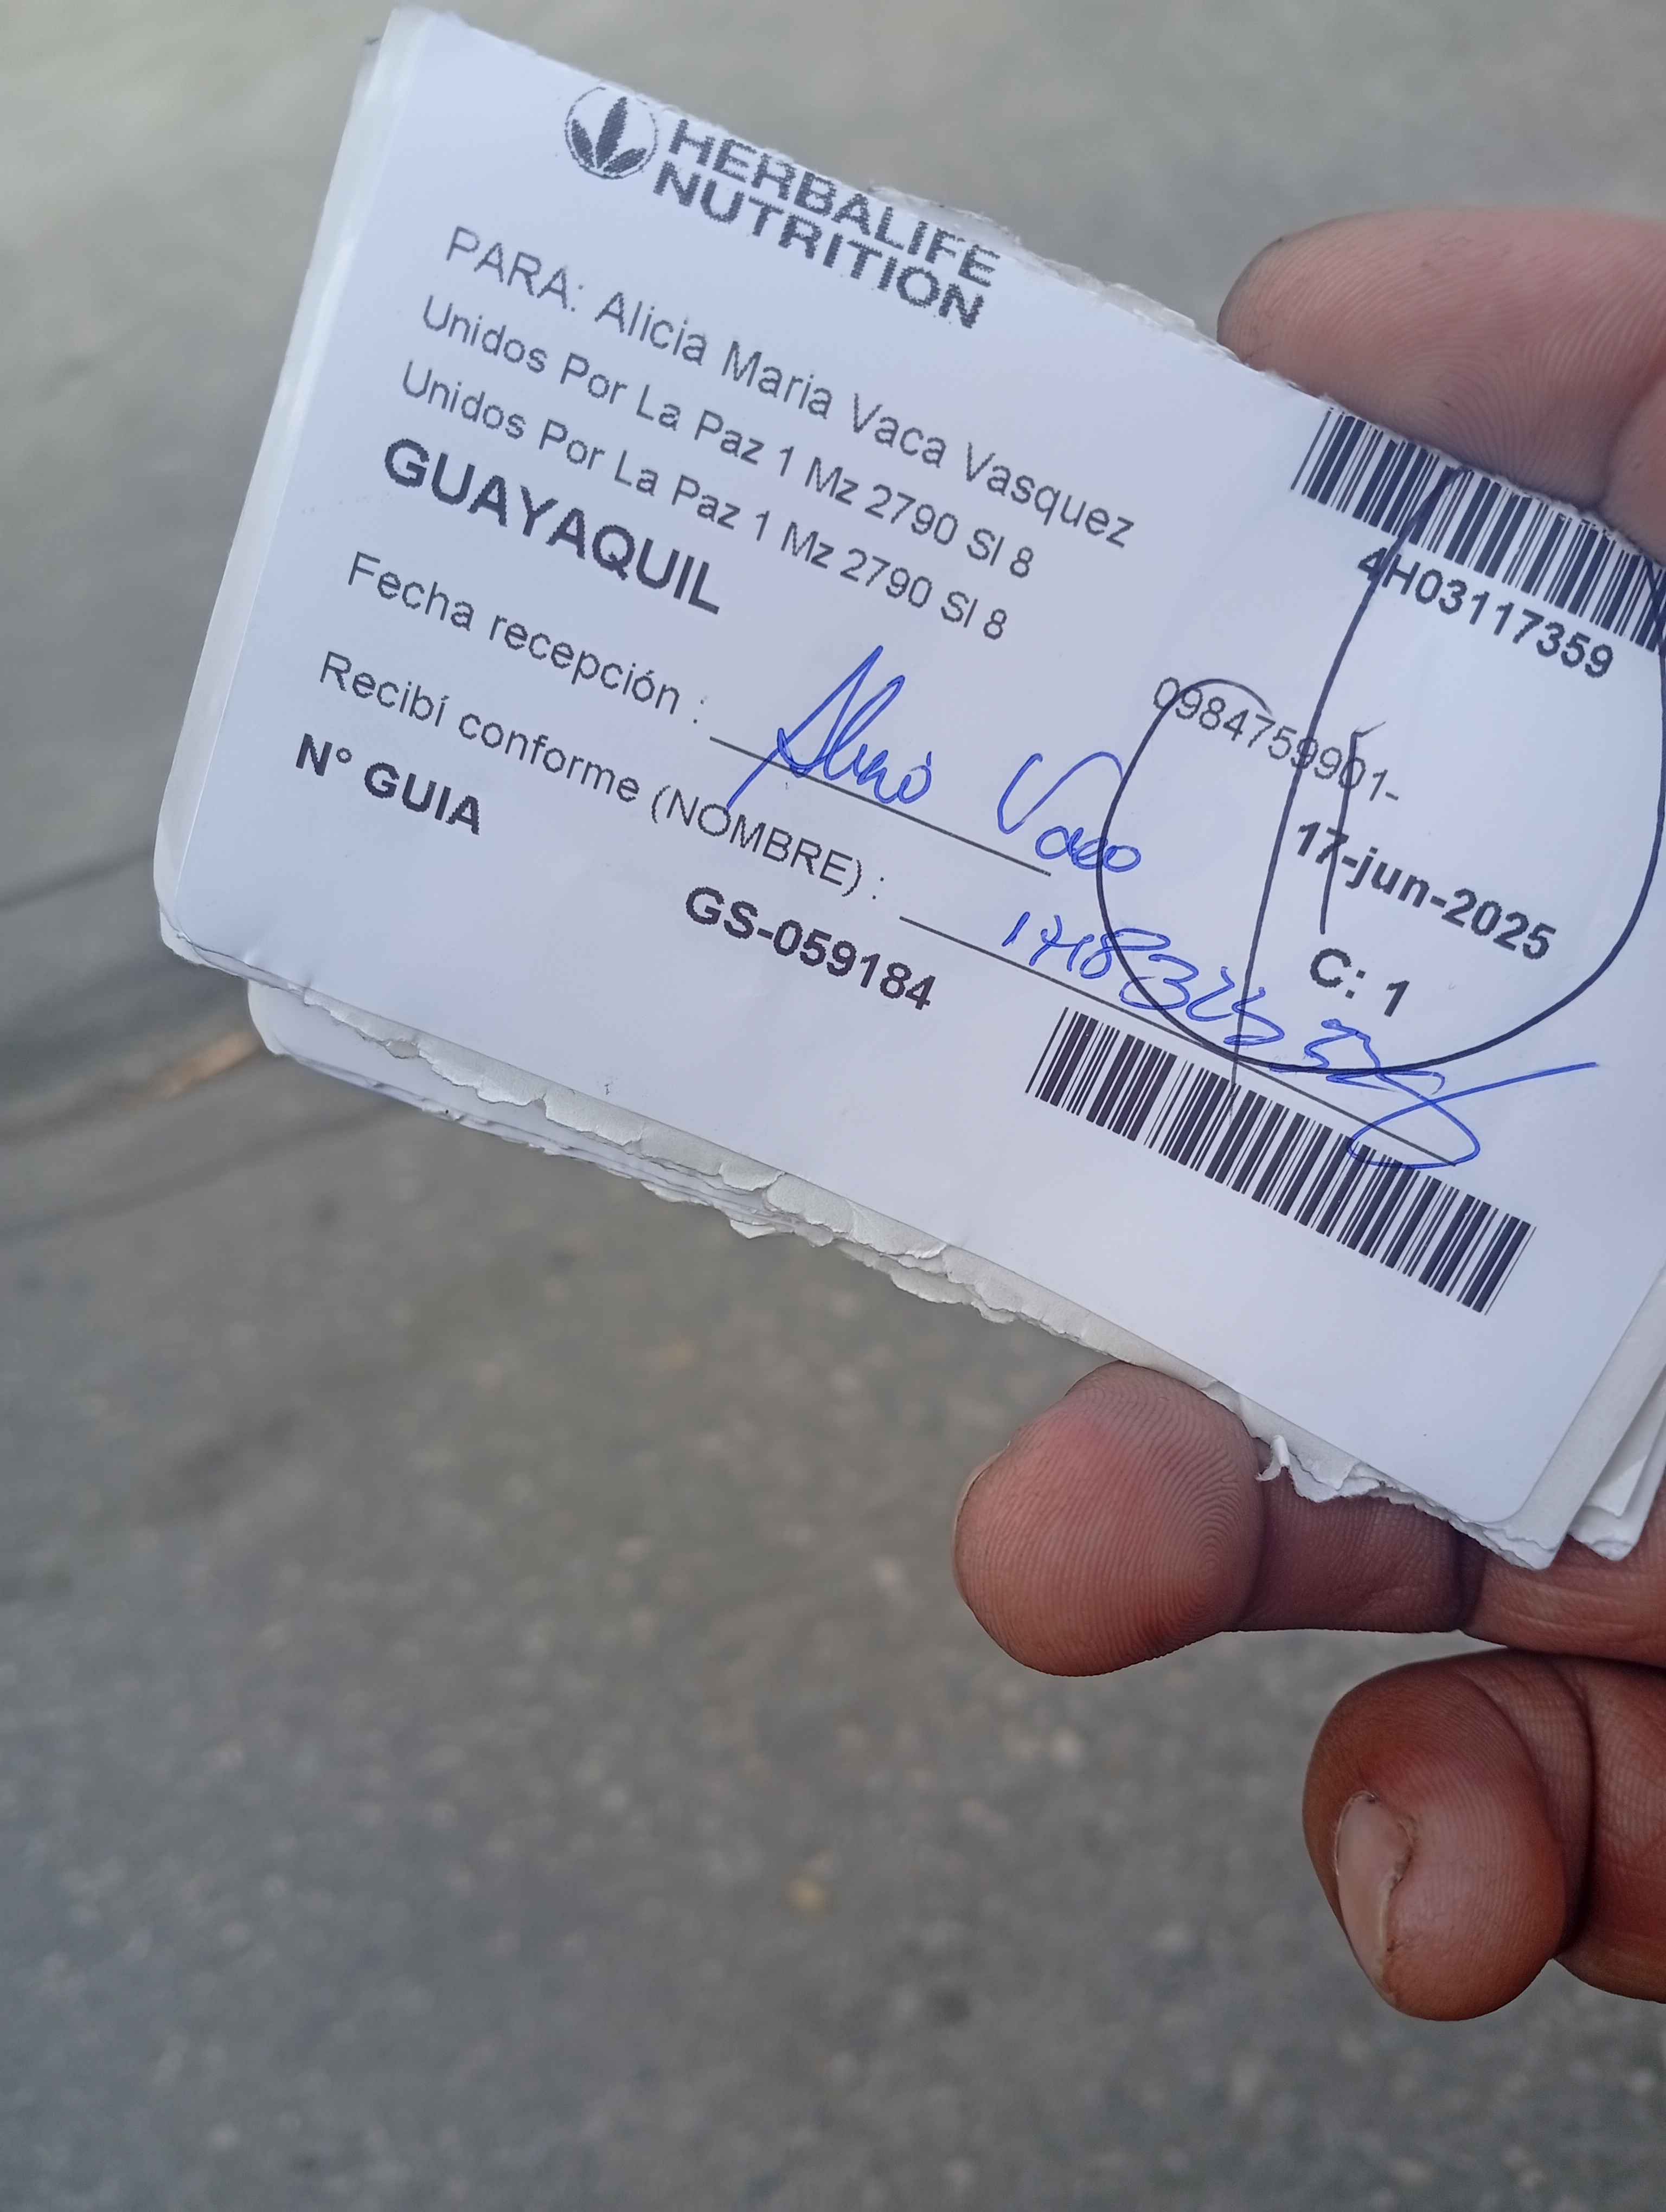 HERBALIFE
NUTRITION
PARA: Alicia Maria Vaca Vasquez
Unidos Por La Paz 1 Mz 2790 Sl 8
Unidos Por La Paz 1 Mz 2790 Sl 8
GUAYAQUIL
4H03117359
0984759901-
Fecha recepción :
17-jun-2025
Recibí conforme (NOMBRE) :
C: 1
N° GUIA
GS-059184